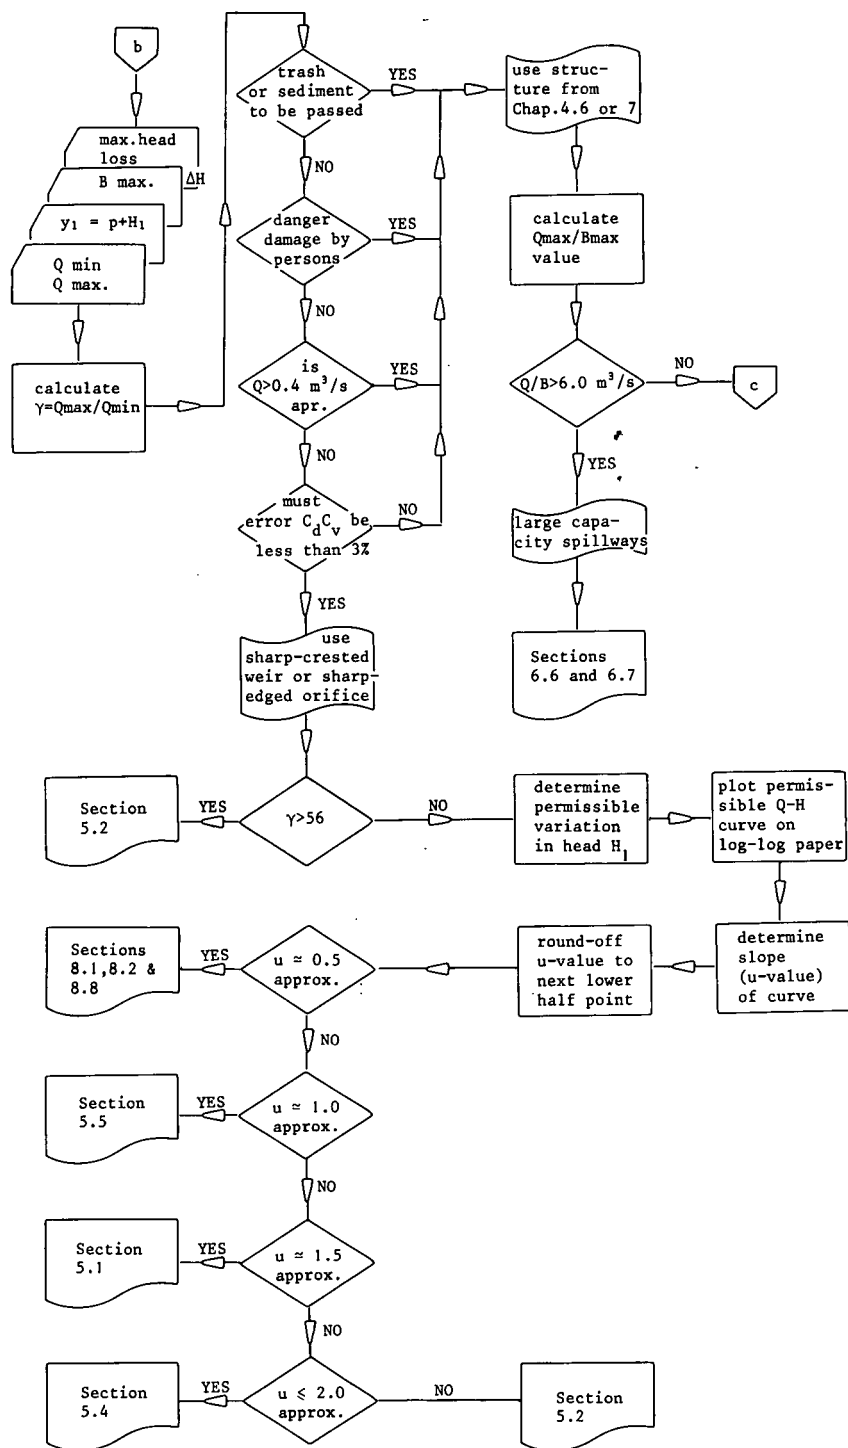 b
max.head
loss
B max.
ΔH
y₁ = p+H₁
Q min
Q max.
calculate
γ=Qmax/Qmin
trash
or sediment
to be passed
YES
NO
danger
damage by
persons
YES
NO
is
Q>0.4 m³/s
apr.
YES
NO
must
error C_d C_v be
less than 3%
NO
YES
use
sharp-crested
weir or sharp-
edged orifice
use struc-
ture from
Chap.4.6 or 7
calculate
Qmax/Bmax
value
Q/B>6.0 m³/s
NO
c
YES
large capa-
city spillways
Sections
6.6 and 6.7
Section
5.2
YES
γ>56
NO
determine
permissible
variation
in head H₁
plot permis-
sible Q-H
curve on
log-log paper
determine
slope
(u-value)
of curve
round-off
u-value to
next lower
half point
u ≃ 0.5
approx.
YES
Sections
8.1,8.2 &
8.8
NO
u ≃ 1.0
approx.
YES
Section
5.5
NO
u ≃ 1.5
approx.
YES
Section
5.1
NO
u ⩽ 2.0
approx.
YES
Section
5.4
NO
Section
5.2